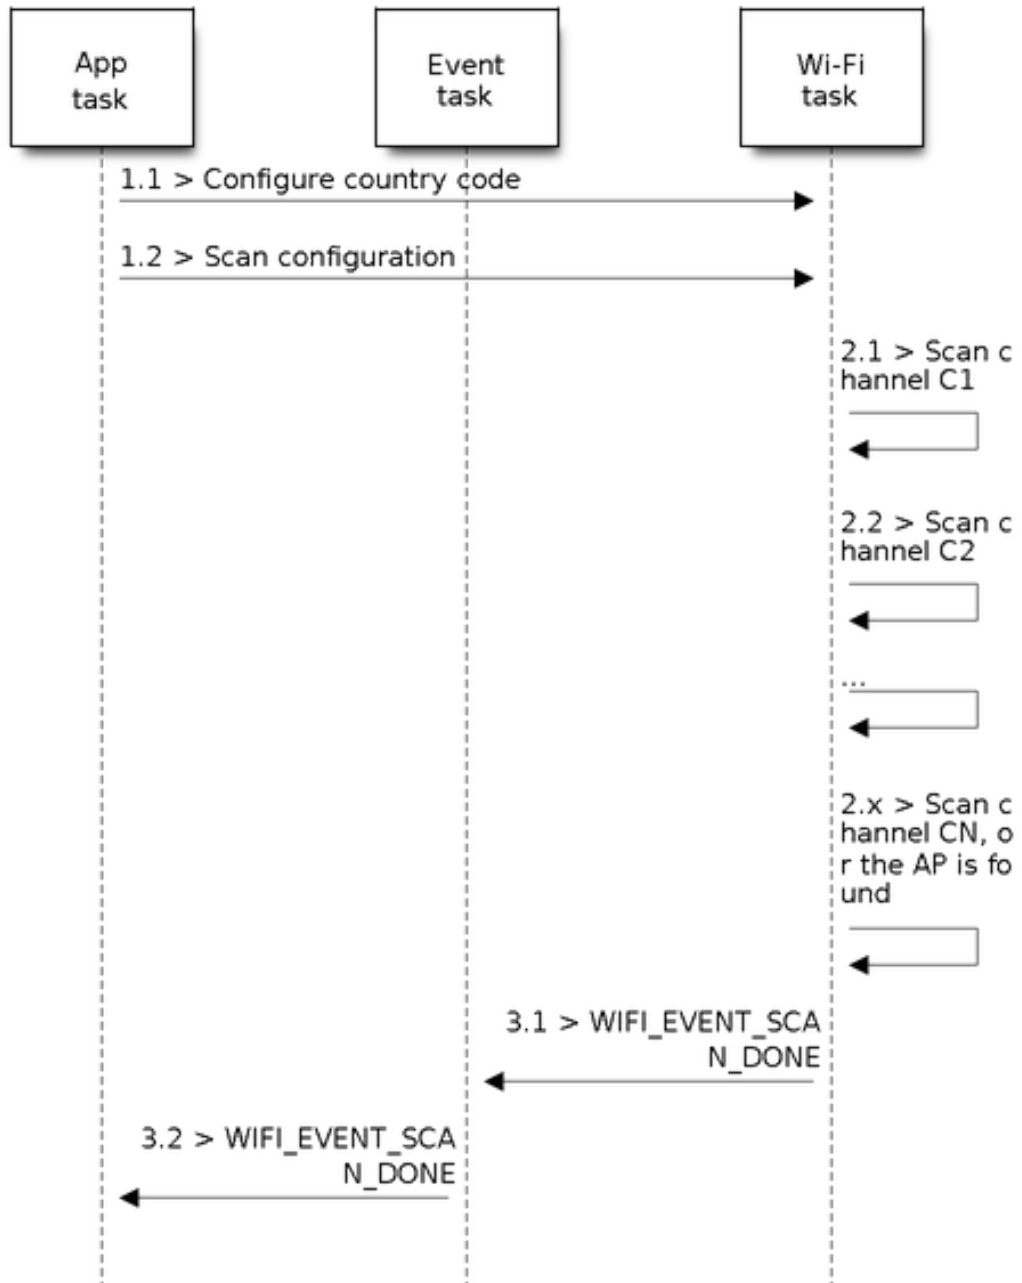 App
task
Event
task
Wi-Fi
task
1.1 > Configure country code
1.2 > Scan configuration
2.1 > Scan c
hannel C1
2.2 > Scan c
hannel C2
...
2.x > Scan c
hannel CN, o
r the AP is fo
und
3.1 > WIFI_EVENT_SCA
N_DONE
3.2 > WIFI_EVENT_SCA
N_DONE